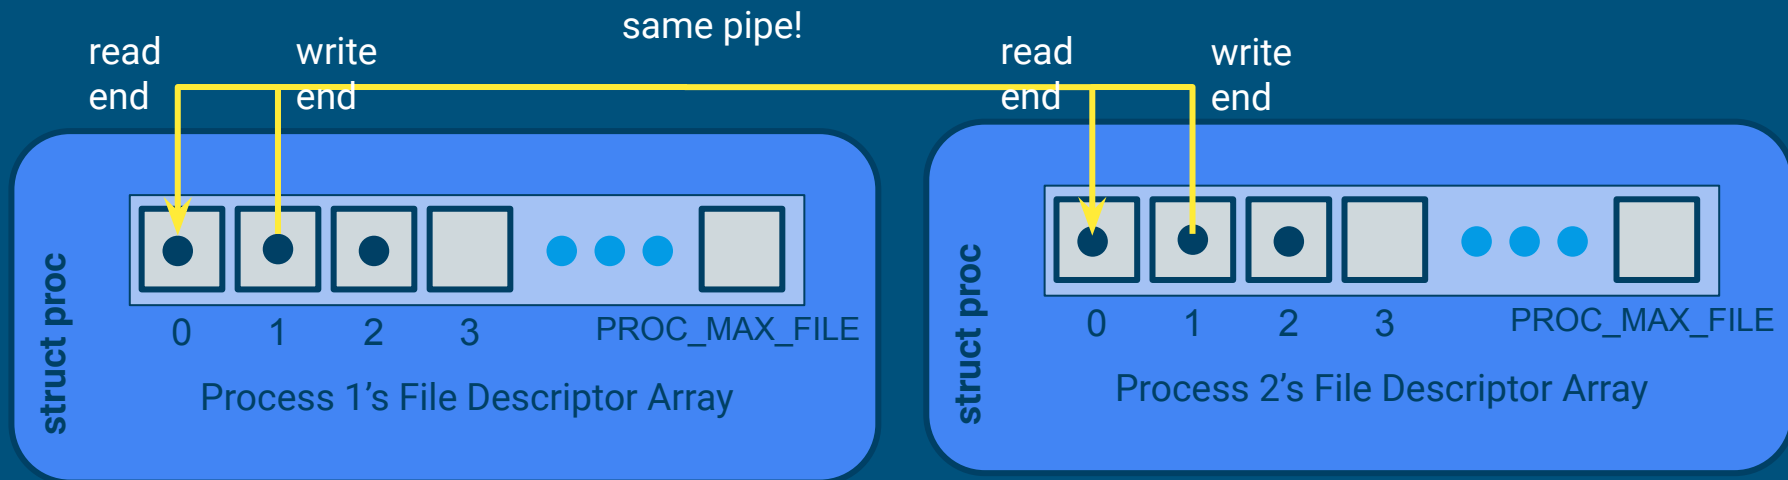 same pipe!
read
end
write
end
read
end
write
end
struct proc
0 1 2 3 PROC_MAX_FILE
Process 1’s File Descriptor Array
struct proc
0 1 2 3 PROC_MAX_FILE
Process 2’s File Descriptor Array